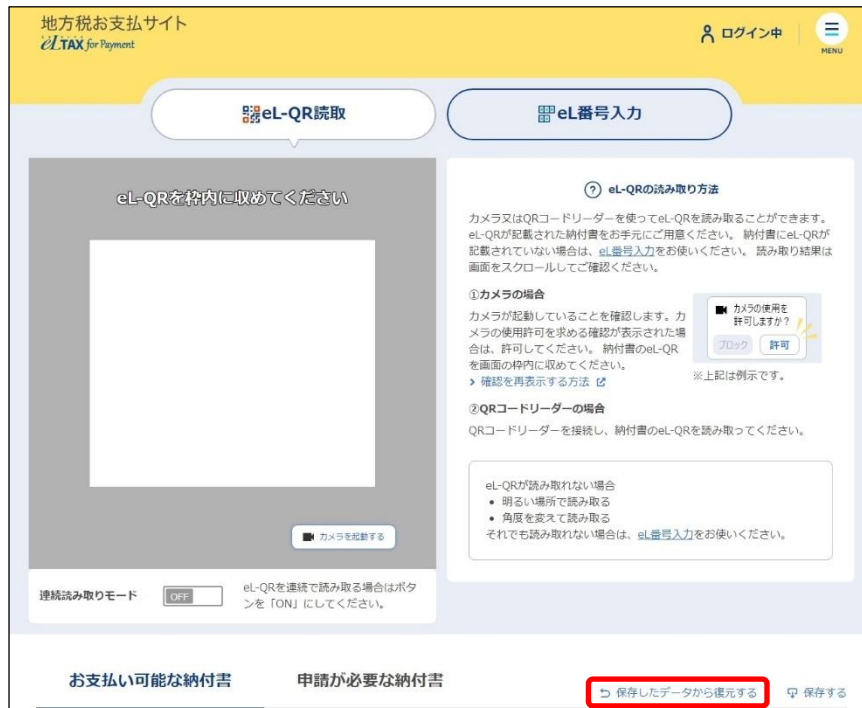 地方税お支払サイト
eLTAX for Payment
ログイン中
MENU
eL-QR読取
eL番号入力
eL-QRを枠内に収めてください
カメラを起動する
連続読み取りモード
OFF
eL-QRを連続で読み取る場合はボタ
ンを「ON」にしてください。
? eL-QRの読み取り方法
カメラ又はQRコードリーダーを使ってeL-QRを読み取ることができます。
eL-QRが記載された納付書をお手元にご用意ください。 納付書にeL-QRが
記載されていない場合は、eL番号入力をお使いください。 読み取り結果は
画面をスクロールしてご確認ください。
①カメラの場合
カメラが起動していることを確認します。カ
メラの使用許可を求める確認が表示された場
合は、許可してください。 納付書のeL-QR
を画面の枠内に収めてください。
> 確認を再表示する方法
カメラの使用を
許可しますか？
ブロック 許可
※上記は例示です。
②QRコードリーダーの場合
QRコードリーダーを接続し、納付書のeL-QRを読み取ってください。
eL-QRが読み取れない場合
• 明るい場所で読み取る
• 角度を変えて読み取る
それでも読み取れない場合は、eL番号入力をお使いください。
お支払い可能な納付書
申請が必要な納付書
保存したデータから復元する
保存する